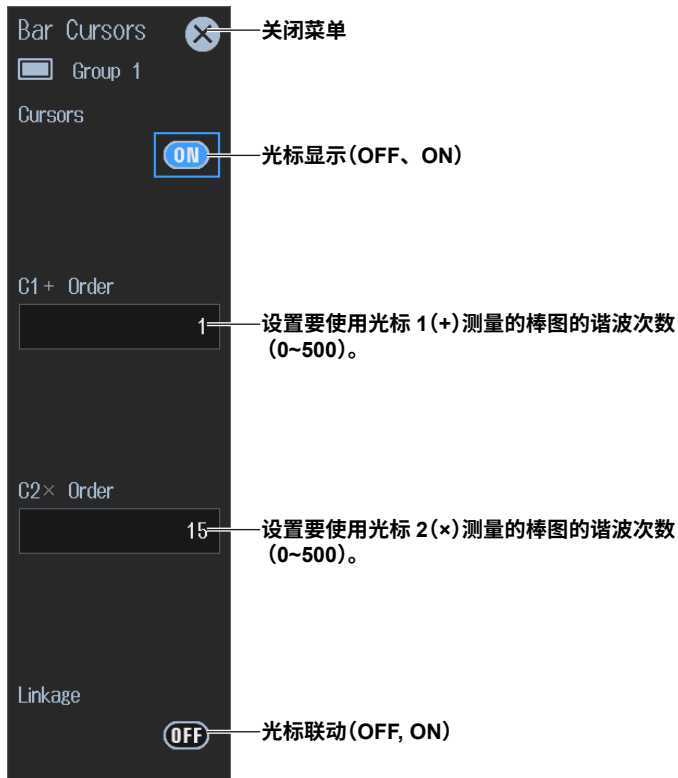 Bar Cursors
关闭菜单
Group 1
Cursors
ON
光标显示(OFF、ON)
C1+ Order
1
设置要使用光标 1(+)测量的棒图的谐波次数
(0~500)。
C2× Order
15
设置要使用光标 2(×)测量的棒图的谐波次数
(0~500)。
Linkage
OFF
光标联动(OFF, ON)